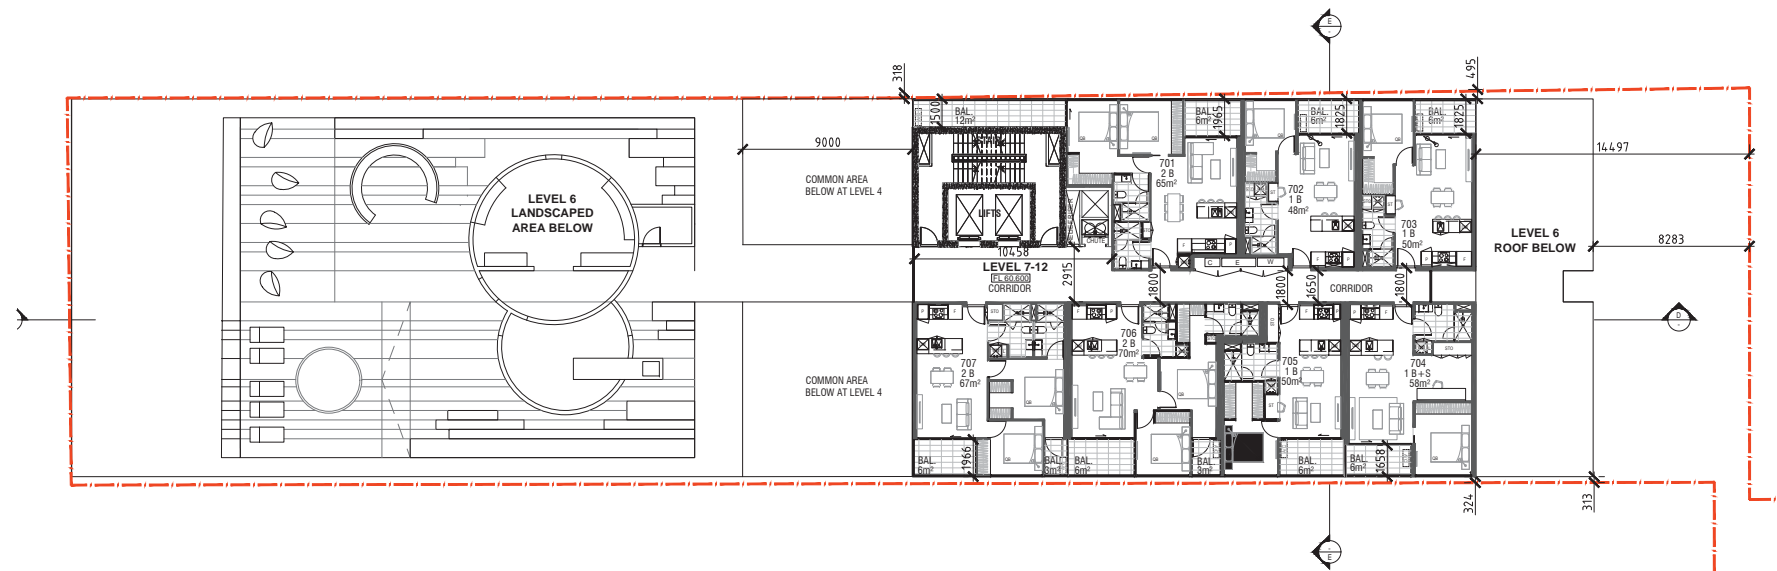 E
318
495
1500
BAL.
12m²
BAL.
6m²
1965
BAL.
6m²
1825
BAL.
6m²
1825
9000
14497
COMMON AREA
BELOW AT LEVEL 4
LEVEL 6
LANDSCAPED
AREA BELOW
LIFTS
CHUTE
701
2 B
65m²
702
1 B
48m²
703
1 B
50m²
LEVEL 6
ROOF BELOW
8283
10458
LEVEL 7-12
FL 60.600
CORRIDOR
2915
1800
C
E
W
1800
1650
CORRIDOR
1800
D
COMMON AREA
BELOW AT LEVEL 4
707
2 B
67m²
706
2 B
70m²
705
1 B
50m²
704
1 B+S
58m²
BAL.
6m²
1966
BAL.
3m²
BAL.
6m²
BAL.
3m²
BAL.
6m²
BAL.
6m²
1658
324
313
E